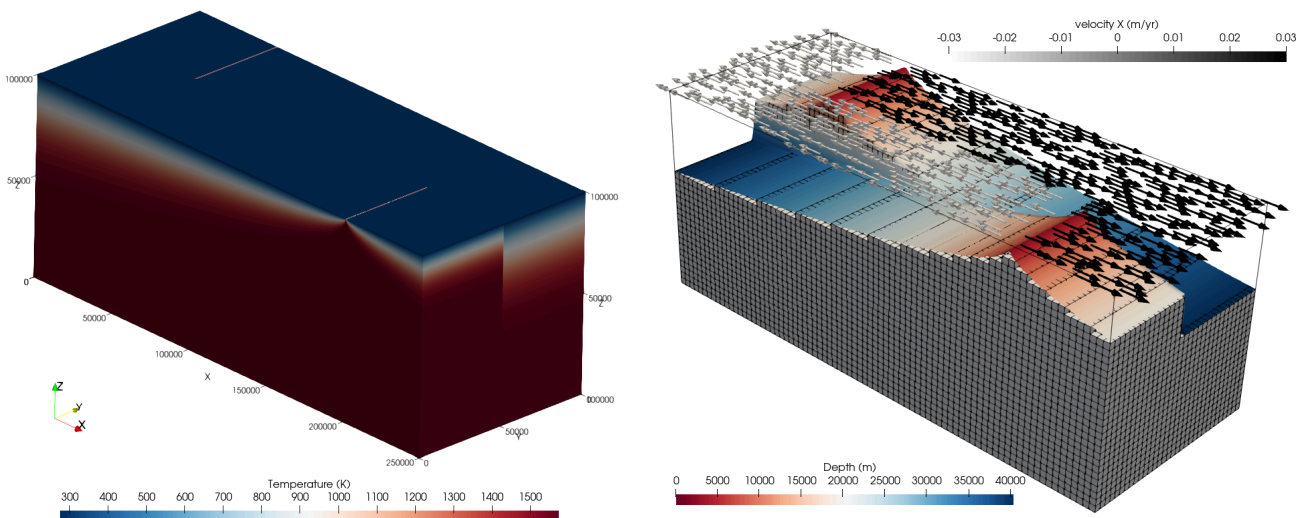 velocity X (m/yr)
-0.03 -0.02 -0.01 0 0.01 0.02 0.03
100000
50000
Z
0
50000
100000
X
150000
200000
250000
0
50000
Y
100000
50000
Z
100000
Z
Y
X
Temperature (K)
300 400 500 600 700 800 900 1000 1100 1200 1300 1400 1500
Depth (m)
0 5000 10000 15000 20000 25000 30000 35000 40000